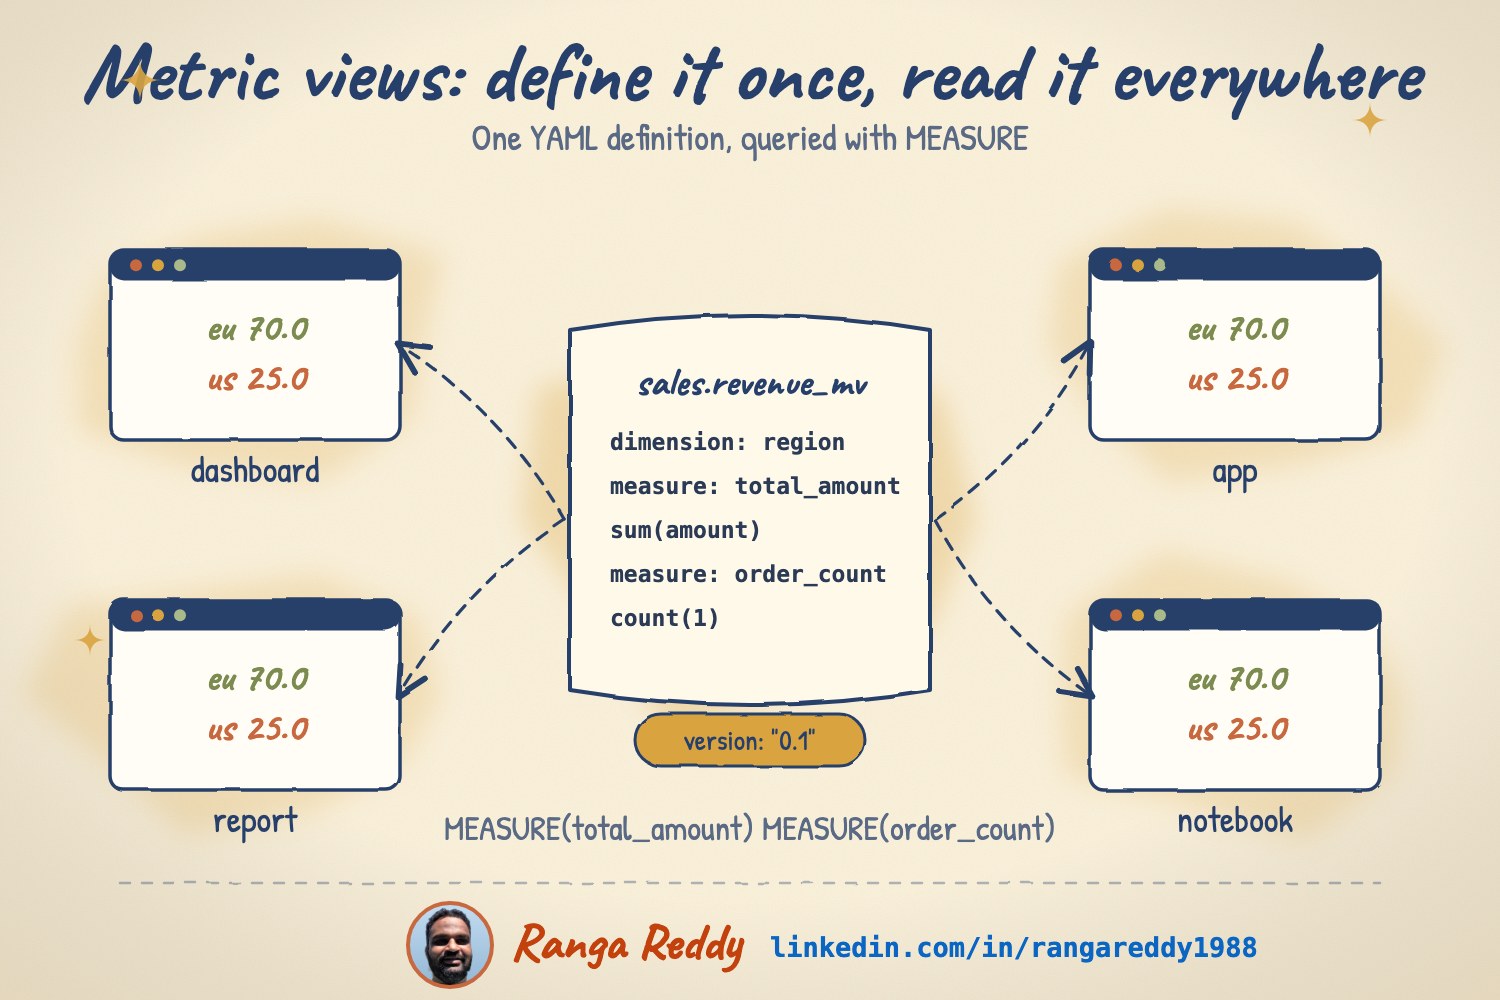 Metric views: define it once, read it everywhere
One YAML definition, queried with MEASURE
eu 70.0
us 25.0
dashboard
eu 70.0
us 25.0
report
sales.revenue_mv
dimension: region
measure: total_amount
sum(amount)
measure: order_count
count(1)
version: "0.1"
MEASURE(total_amount) MEASURE(order_count)
eu 70.0
us 25.0
app
eu 70.0
us 25.0
notebook
Ranga Reddy linkedin.com/in/rangareddy1988